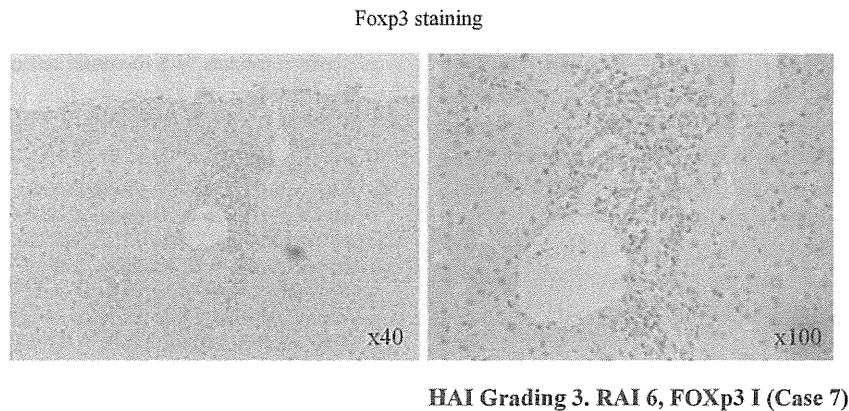 Foxp3 staining
x40
x100
HAI Grading 3. RAI 6, FOXp3 I (Case 7)